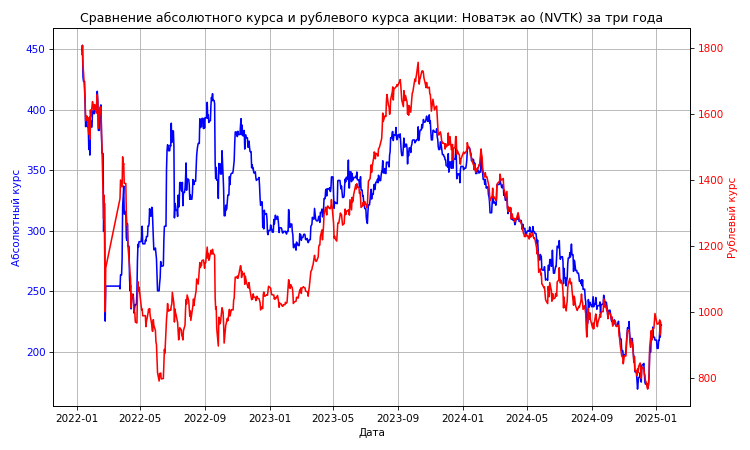 Сравнение абсолютного курса и рублевого курса акции: Новатэк ао (NVTK) за три года
450
400
350
300
250
200
Абсолютный курс
1800
1600
1400
1200
1000
800
Рублевый курс
2022-01 2022-05 2022-09 2023-01 2023-05 2023-09 2024-01 2024-05 2024-09 2025-01
Дата